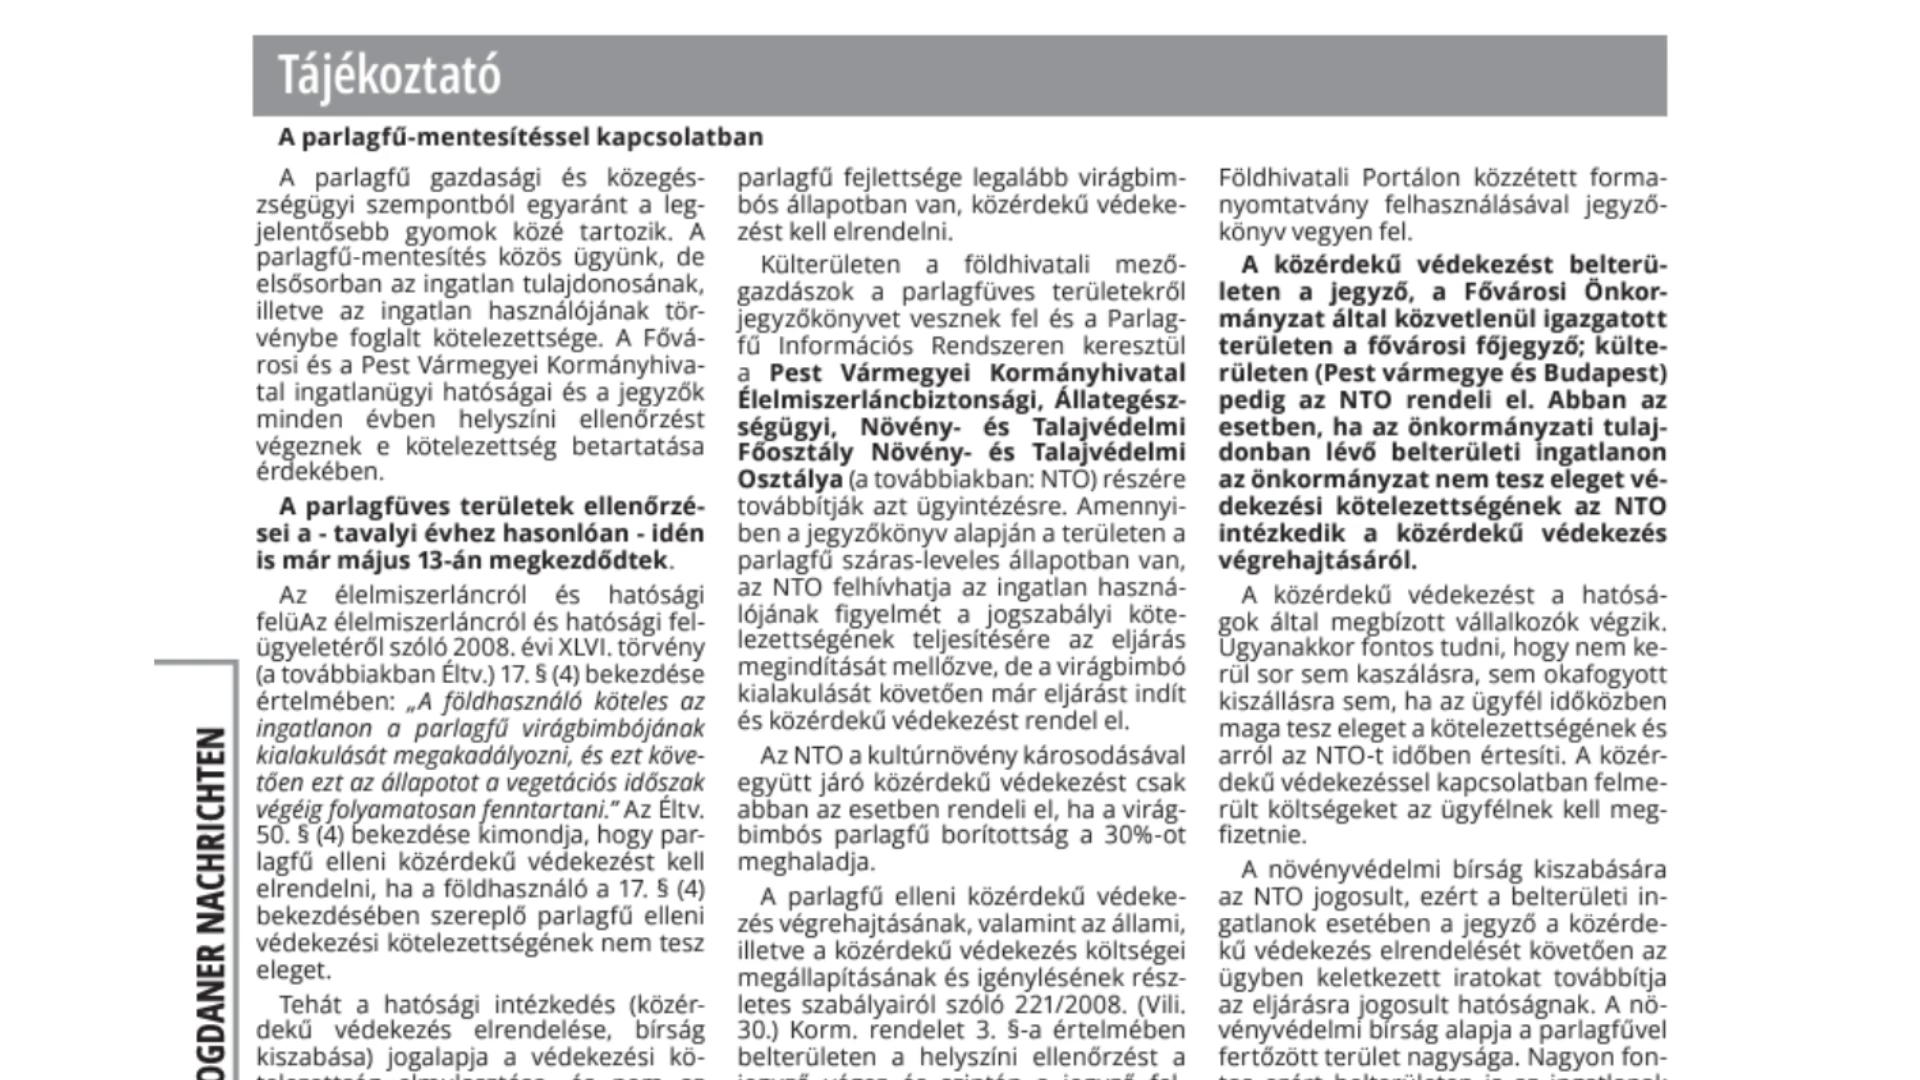 Tájékoztató
A parlagfű-mentesítéssel kapcsolatban
A parlagfű gazdasági és közegés-
zségügyi szempontból egyaránt a leg-
jelentősebb gyomok közé tartozik. A
parlagfű-mentesítés közös ügyünk, de
elsősorban az ingatlan tulajdonosának,
illetve az ingatlan használójának tör-
vénybe foglalt kötelezettsége. A Fővá-
rosi és a Pest Vármegyei Kormányhiva-
tal ingatlanügyi hatóságai és a jegyzők
minden évben helyszíni ellenőrzést
végeznek e kötelezettség betartatása
érdekében.
A parlagfüves területek ellenőrzé-
sei a - tavalyi évhez hasonlóan - idén
is már május 13-án megkezdődtek.
Az élelmiszerláncról és hatósági
felüAz élelmiszerláncról és hatósági fel-
ügyeletéről szóló 2008. évi XLVI. törvény
(a továbbiakban Éltv.) 17. § (4) bekezdése
értelmében: „A földhasználó köteles az
ingatlanon a parlagfű virágbimbójának
kialakulását megakadályozni, és ezt köve-
tően ezt az állapotot a vegetációs időszak
végéig folyamatosan fenntartani.” Az Éltv.
50. § (4) bekezdése kimondja, hogy par-
lagfű elleni közérdekű védekezést kell
elrendelni, ha a földhasználó a 17. § (4)
bekezdésében szereplő parlagfű elleni
védekezési kötelezettségének nem tesz
eleget.
Tehát a hatósági intézkedés (közér-
dekű védekezés elrendelése, bírság
kiszabása) jogalapja a védekezési kö-
parlagfű fejlettsége legalább virágbim-
bós állapotban van, közérdekű védeke-
zést kell elrendelni.
Külterületen a földhivatali mező-
gazdászok a parlagfüves területekről
jegyzőkönyvet vesznek fel és a Parlag-
fű Információs Rendszeren keresztül
a Pest Vármegyei Kormányhivatal
Élelmiszerláncbiztonsági, Állategész-
ségügyi, Növény- és Talajvédelmi
Főosztály Növény- és Talajvédelmi
Osztálya (a továbbiakban: NTO) részére
továbbítják azt ügyintézésre. Amennyi-
ben a jegyzőkönyv alapján a területen a
parlagfű száras-leveles állapotban van,
az NTO felhívhatja az ingatlan haszná-
lójának figyelmét a jogszabályi köte-
lezettségének teljesítésére az eljárás
megindítását mellőzve, de a virágbimbó
kialakulását követően már eljárást indít
és közérdekű védekezést rendel el.
Az NTO a kultúrnövény károsodásával
együtt járó közérdekű védekezést csak
abban az esetben rendeli el, ha a virág-
bimbós parlagfű borítottság a 30%-ot
meghaladja.
A parlagfű elleni közérdekű védeke-
zés végrehajtásának, valamint az állami,
illetve a közérdekű védekezés költségei
megállapításának és igénylésének rész-
letes szabályairól szóló 221/2008. (Vili.
30.) Korm. rendelet 3. §-a értelmében
belterületen a helyszíni ellenőrzést a
Földhivatali Portálon közzétett forma-
nyomtatvány felhasználásával jegyző-
könyv vegyen fel.
A közérdekű védekezést belterü-
leten a jegyző, a Fővárosi Önkor-
mányzat által közvetlenül igazgatott
területen a fővárosi főjegyző; külte-
rületen (Pest vármegye és Budapest)
pedig az NTO rendeli el. Abban az
esetben, ha az önkormányzati tulaj-
donban lévő belterületi ingatlanon
az önkormányzat nem tesz eleget vé-
dekezési kötelezettségének az NTO
intézkedik a közérdekű védekezés
végrehajtásáról.
A közérdekű védekezést a hatósá-
gok által megbízott vállalkozók végzik.
Ugyanakkor fontos tudni, hogy nem ke-
rül sor sem kaszálásra, sem okafogyott
kiszállásra sem, ha az ügyfél időközben
maga tesz eleget a kötelezettségének és
arról az NTO-t időben értesíti. A közér-
dekű védekezéssel kapcsolatban felme-
rült költségeket az ügyfélnek kell meg-
fizetnie.
A növényvédelmi bírság kiszabására
az NTO jogosult, ezért a belterületi in-
gatlanok esetében a jegyző a közérde-
kű védekezés elrendelését követően az
ügyben keletkezett iratokat továbbítja
az eljárásra jogosult hatóságnak. A nö-
vényvédelmi bírság alapja a parlagfűvel
fertőzött terület nagysága. Nagyon fon-
OGDANER NACHRICHTEN